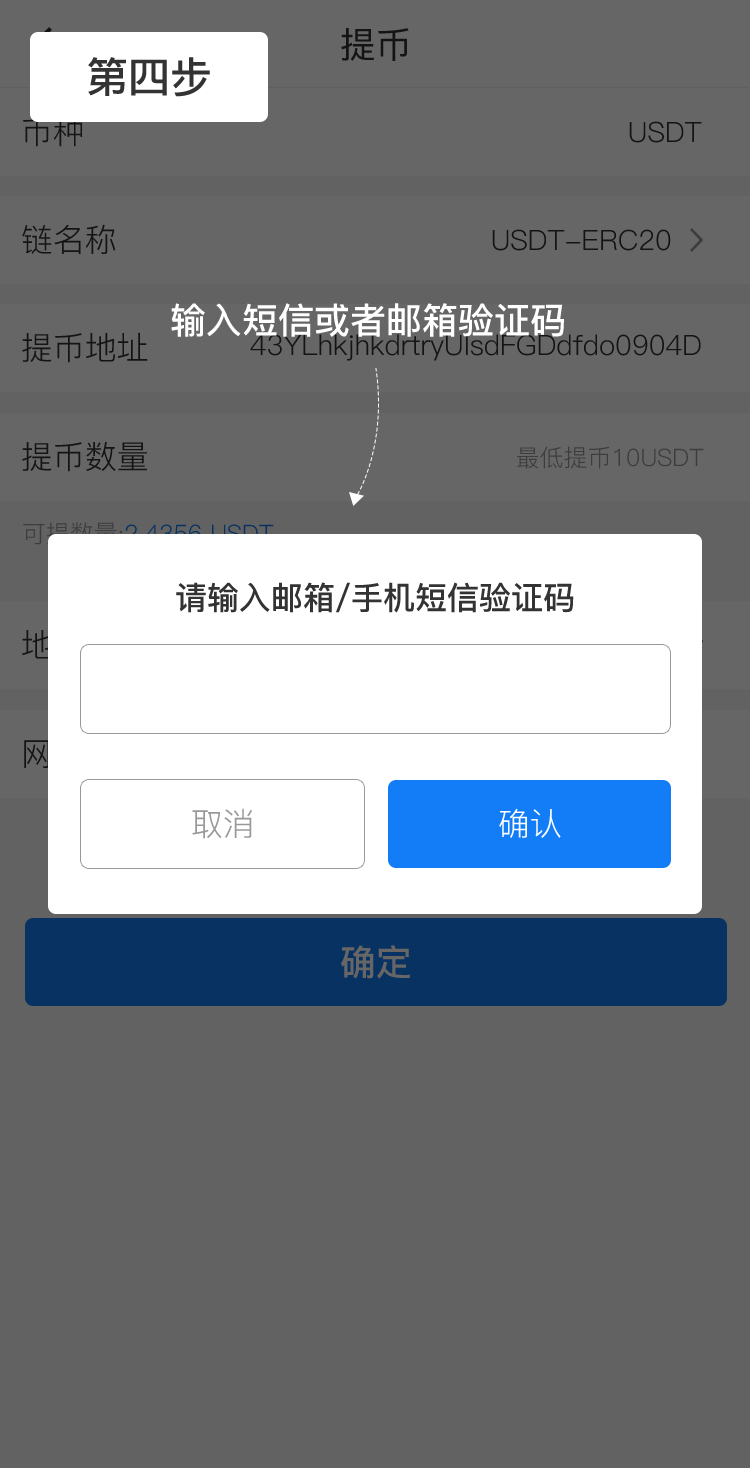 提币
第四步
币种
USDT
链名称
USDT-ERC20
输入短信或者邮箱验证码
提币地址
43YLhkjhkdrtryUIsdFGDdfdo0904D
提币数量
最低提币10USDT
可提数量:2.4356 USDT
请输入邮箱/手机短信验证码
地
网
取消
确认
确定